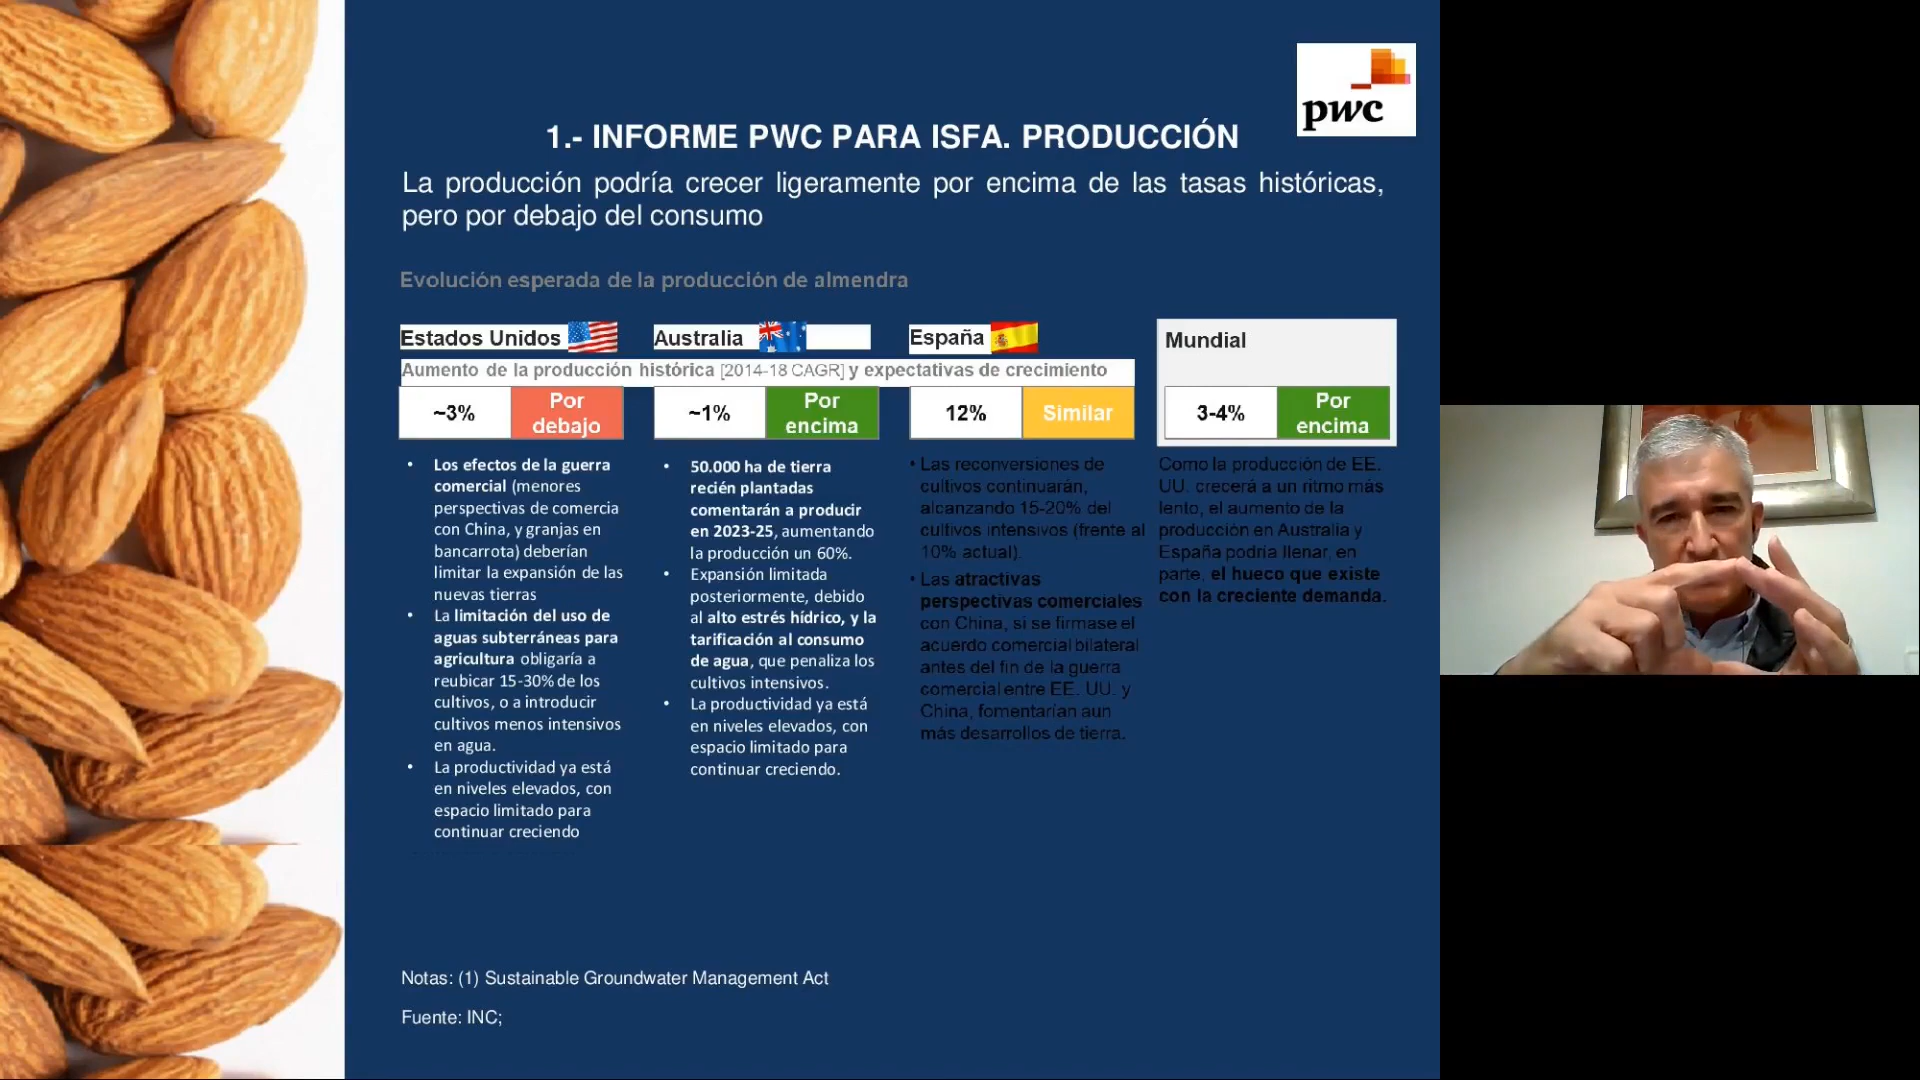 pwc
1.- INFORME PWC PARA ISFA. PRODUCCIÓN
La producción podría crecer ligeramente por encima de las tasas históricas,
pero por debajo del consumo
Evolución esperada de la producción de almendra
Estados Unidos
Australia
España
Mundial
Aumento de la producción histórica [2014-18 CAGR] y expectativas de crecimiento
~3%
Por
debajo
~1%
Por
encima
12%
Similar
3-4%
Por
encima
• Los efectos de la guerra
comercial (menores
perspectivas de comercia
con China, y granjas en
bancarrota) deberían
limitar la expansión de las
nuevas tierras
• La limitación del uso de
aguas subterráneas para
agricultura obligaría a
reubicar 15-30% de los
cultivos, o a introducir
cultivos menos intensivos
en agua.
• La productividad ya está
en niveles elevados, con
espacio limitado para
continuar creciendo
• 50.000 ha de tierra
recién plantadas
comentarán a producir
en 2023-25, aumentando
la producción un 60%.
• Expansión limitada
posteriormente, debido
al alto estrés hídrico, y la
tarificación al consumo
de agua, que penaliza los
cultivos intensivos.
• La productividad ya está
en niveles elevados, con
espacio limitado para
continuar creciendo.
• Las reconversiones de
cultivos continuarán,
alcanzando 15-20% del
cultivos intensivos (frente al
10% actual).
• Las atractivas
perspectivas comerciales
con China, si se firmase el
acuerdo comercial bilateral
antes del fin de la guerra
comercial entre EE. UU. y
China, fomentarían aun
más desarrollos de tierra.
Como la producción de EE.
UU. crecerá a un ritmo más
lento, el aumento de la
producción en Australia y
España podría llenar, en
parte, el hueco que existe
con la creciente demanda.
Notas: (1) Sustainable Groundwater Management Act
Fuente: INC;